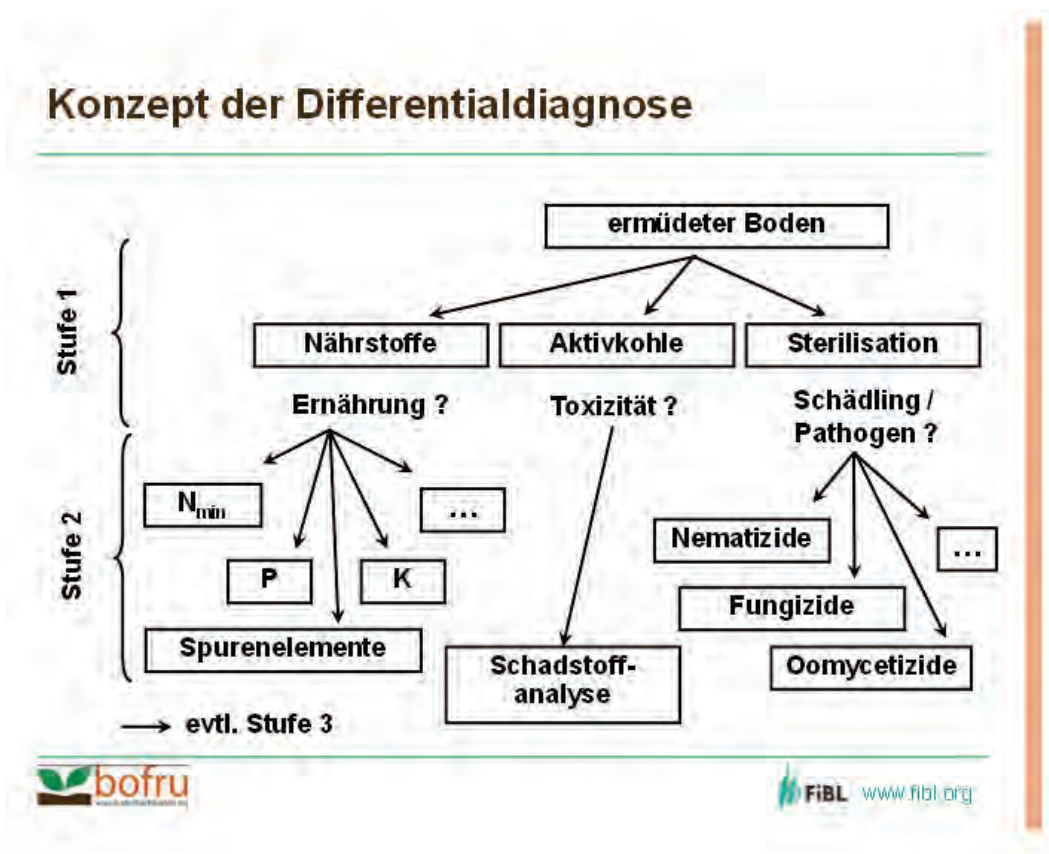 Konzept der Differentialdiagnose
ermüdeter Boden
Stufe 1
Nährstoffe
Aktivkohle
Sterilisation
Ernährung ?
Toxizität ?
Schädling /
Pathogen ?
Stufe 2
Nmin
...
P
K
Spurenelemente
Schadstoff-
analyse
Nematizide
...
Fungizide
Oomycetizide
evtl. Stufe 3
bofru
FiBL www.fibl.org